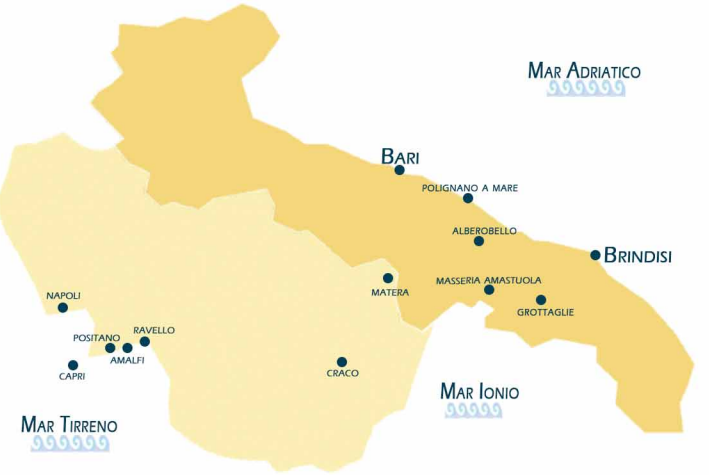 MAR ADRIATICO
BARI
POLIGNANO A MARE
ALBEROBELLO
BRINDISI
MASSERIA AMASTUOLA
MATERA
GROTTAGLIE
NAPOLI
RAVELLO
POSITANO
AMALFI
CAPRI
CRACO
MAR IONIO
MAR TIRRENO